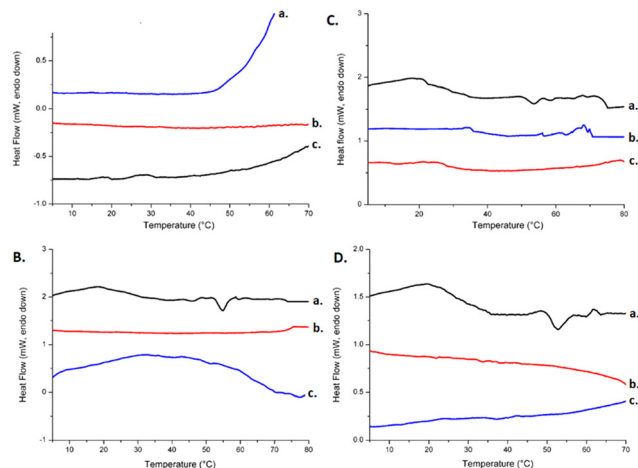 a.
0.5
0.0
b.
-0.5
c.
-1.0
10 20 30 40 50 60 70
Temperature (°C)
Heat Flow (mW, endo down)
C.
3
2
a.
1
b.
c.
0
20 40 60 80
Temperature (°C)
Heat flow (mW, endo down)
B.
3
2
a.
b.
1
0
c.
-1
10 20 30 40 50 60 70 80
Temperature (°C)
Heat Flow (mW, endo down)
D.
2.0
1.5
a.
1.0
b.
0.5
c.
0.0
10 20 30 40 50 60 70
Temperature (°C)
Heat Flow (mW, endo down)